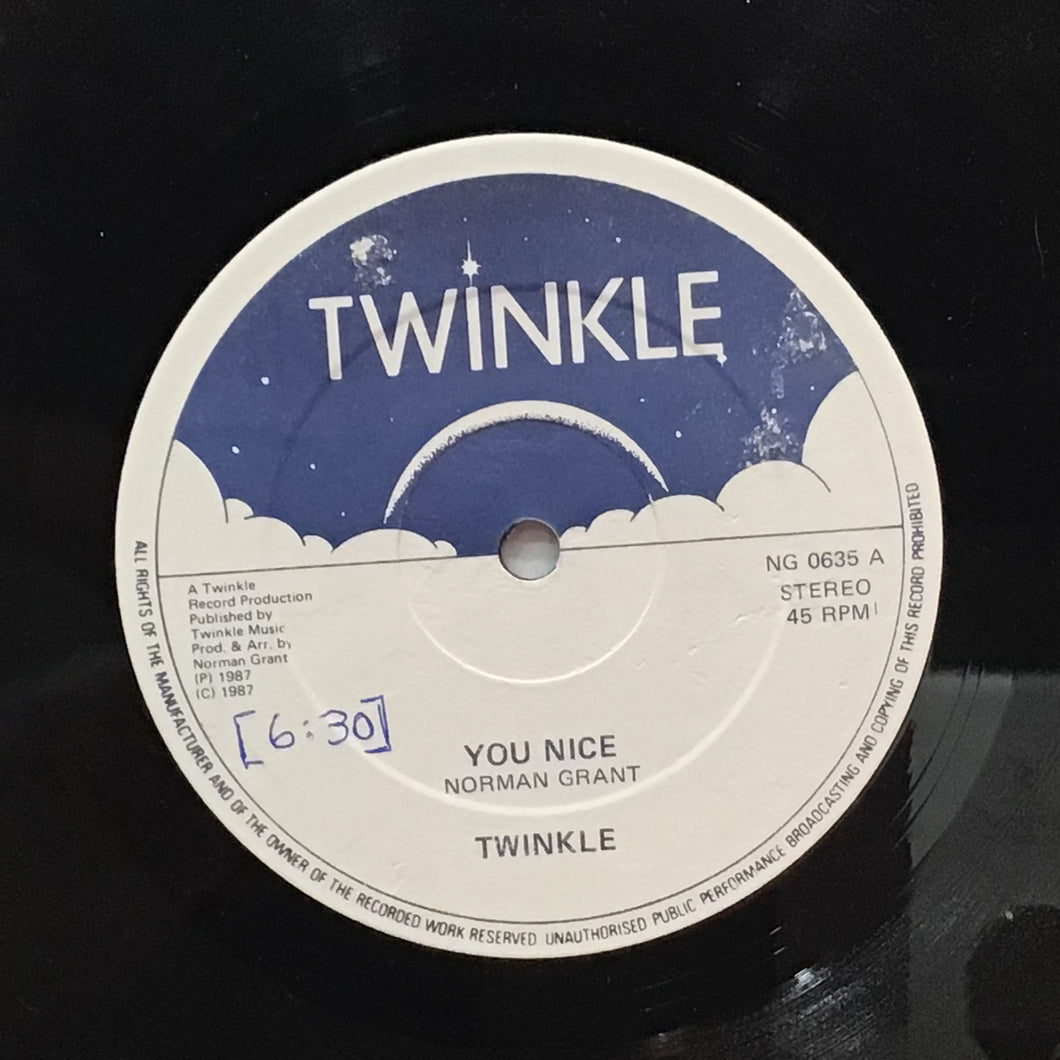 TWINKLE
A Twinkle
Record Production
Published by
Twinkle Music
Prod. & Arr. by
Norman Grant
(P) 1987
(C) 1987
NG 0635 A
STEREO
45 RPM
[6:30]
YOU NICE
NORMAN GRANT
TWINKLE
ALL RIGHTS OF THE MANUFACTURER AND OF THE OWNER OF THE RECORDED WORK RESERVED UNAUTHORISED PUBLIC PERFORMANCE BROADCASTING AND COPYING OF THIS RECORD PROHIBITED